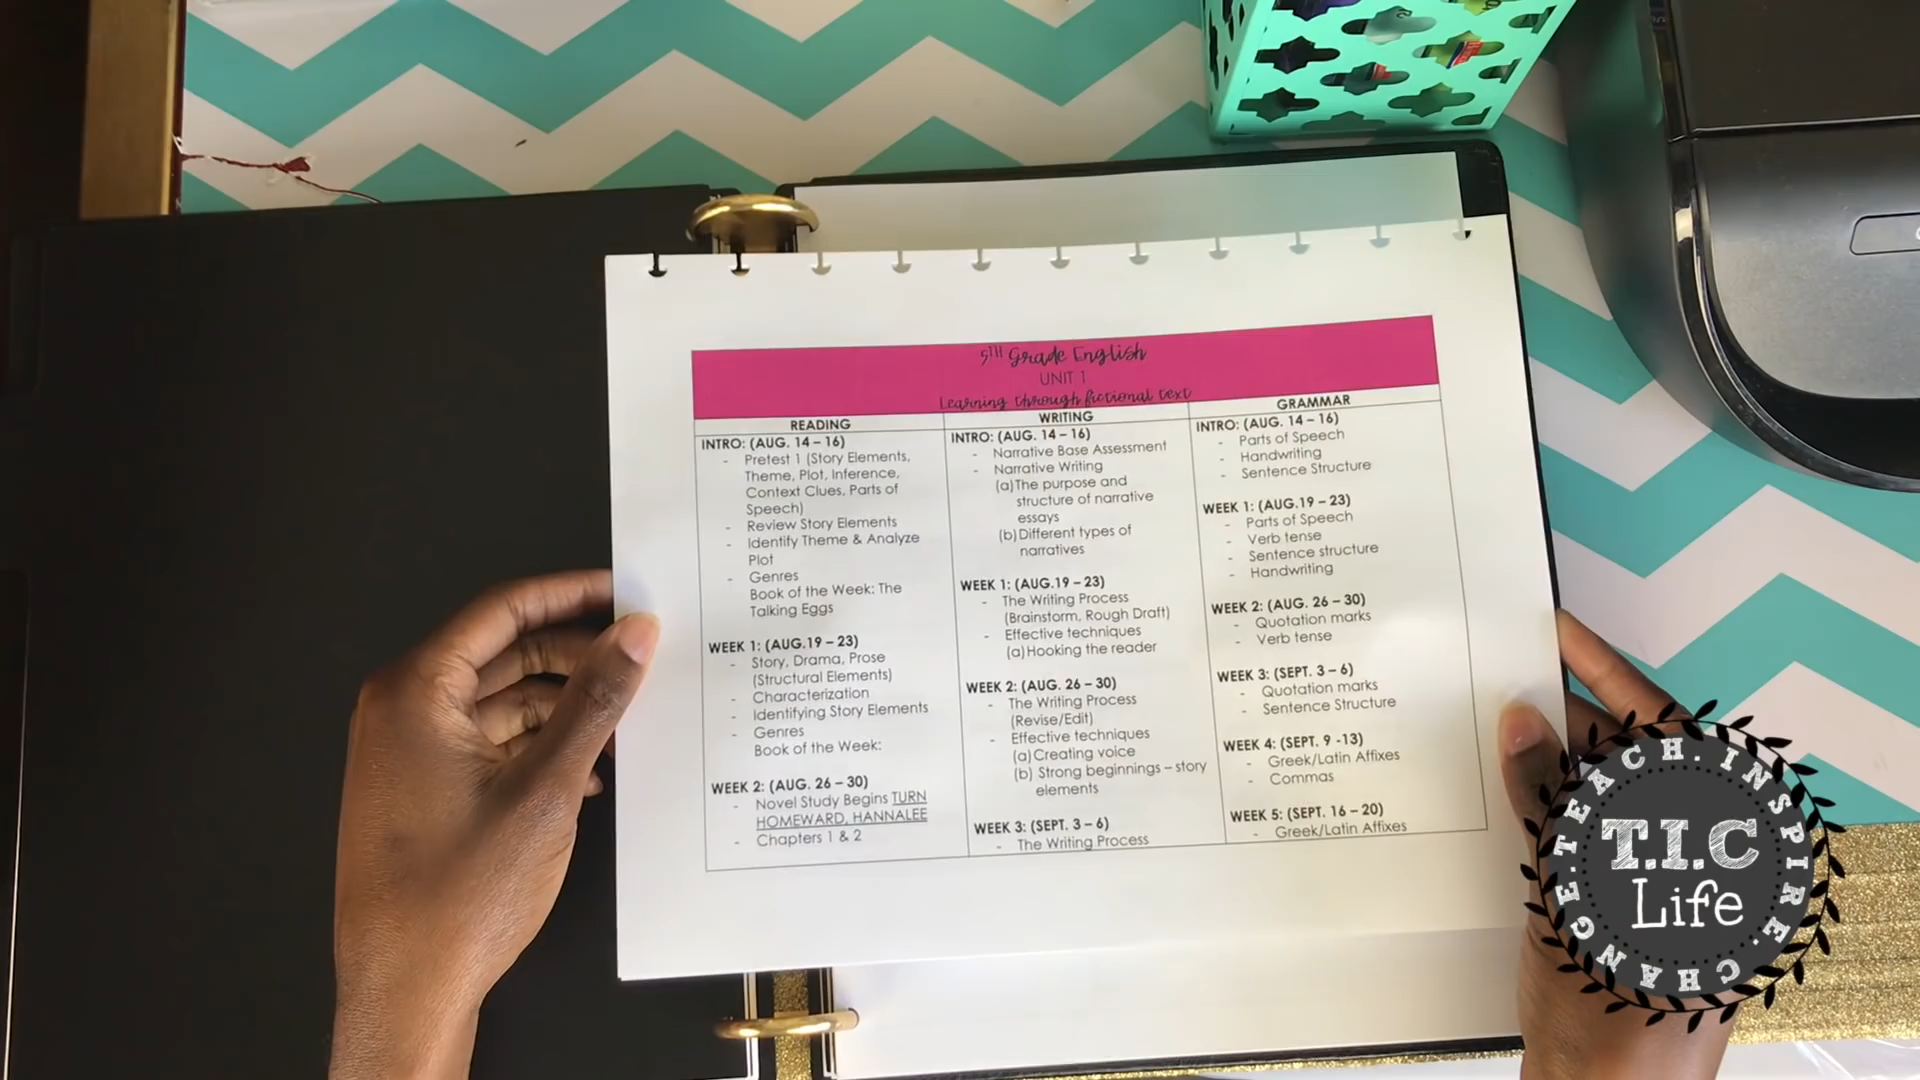 5TH Grade English
UNIT 1
Learning through fictional text
READING
INTRO: (AUG. 14 – 16)
- Pretest 1 (Story Elements,
Theme, Plot, Inference,
Context Clues, Parts of
Speech)
- Review Story Elements
- Identify Theme & Analyze
Plot
- Genres
Book of the Week: The
Talking Eggs
WEEK 1: (AUG.19 – 23)
- Story, Drama, Prose
(Structural Elements)
- Characterization
- Identifying Story Elements
- Genres
Book of the Week:
WEEK 2: (AUG. 26 – 30)
- Novel Study Begins TURN
HOMEWARD, HANNALEE
- Chapters 1 & 2
WRITING
INTRO: (AUG. 14 – 16)
- Narrative Base Assessment
- Narrative Writing
(a) The purpose and
structure of narrative
essays
(b) Different types of
narratives
WEEK 1: (AUG.19 – 23)
- The Writing Process
(Brainstorm, Rough Draft)
- Effective techniques
(a) Hooking the reader
WEEK 2: (AUG. 26 – 30)
- The Writing Process
(Revise/Edit)
- Effective techniques
(a) Creating voice
(b) Strong beginnings – story
elements
WEEK 3: (SEPT. 3 – 6)
- The Writing Process
GRAMMAR
INTRO: (AUG. 14 – 16)
- Parts of Speech
- Handwriting
- Sentence Structure
WEEK 1: (AUG.19 – 23)
- Parts of Speech
- Verb tense
- Sentence structure
- Handwriting
WEEK 2: (AUG. 26 – 30)
- Quotation marks
- Verb tense
WEEK 3: (SEPT. 3 – 6)
- Quotation marks
- Sentence Structure
WEEK 4: (SEPT. 9 -13)
- Greek/Latin Affixes
- Commas
WEEK 5: (SEPT. 16 – 20)
- Greek/Latin Affixes
TEACH. INSPIRE. CHANGE.
T.I.C
Life